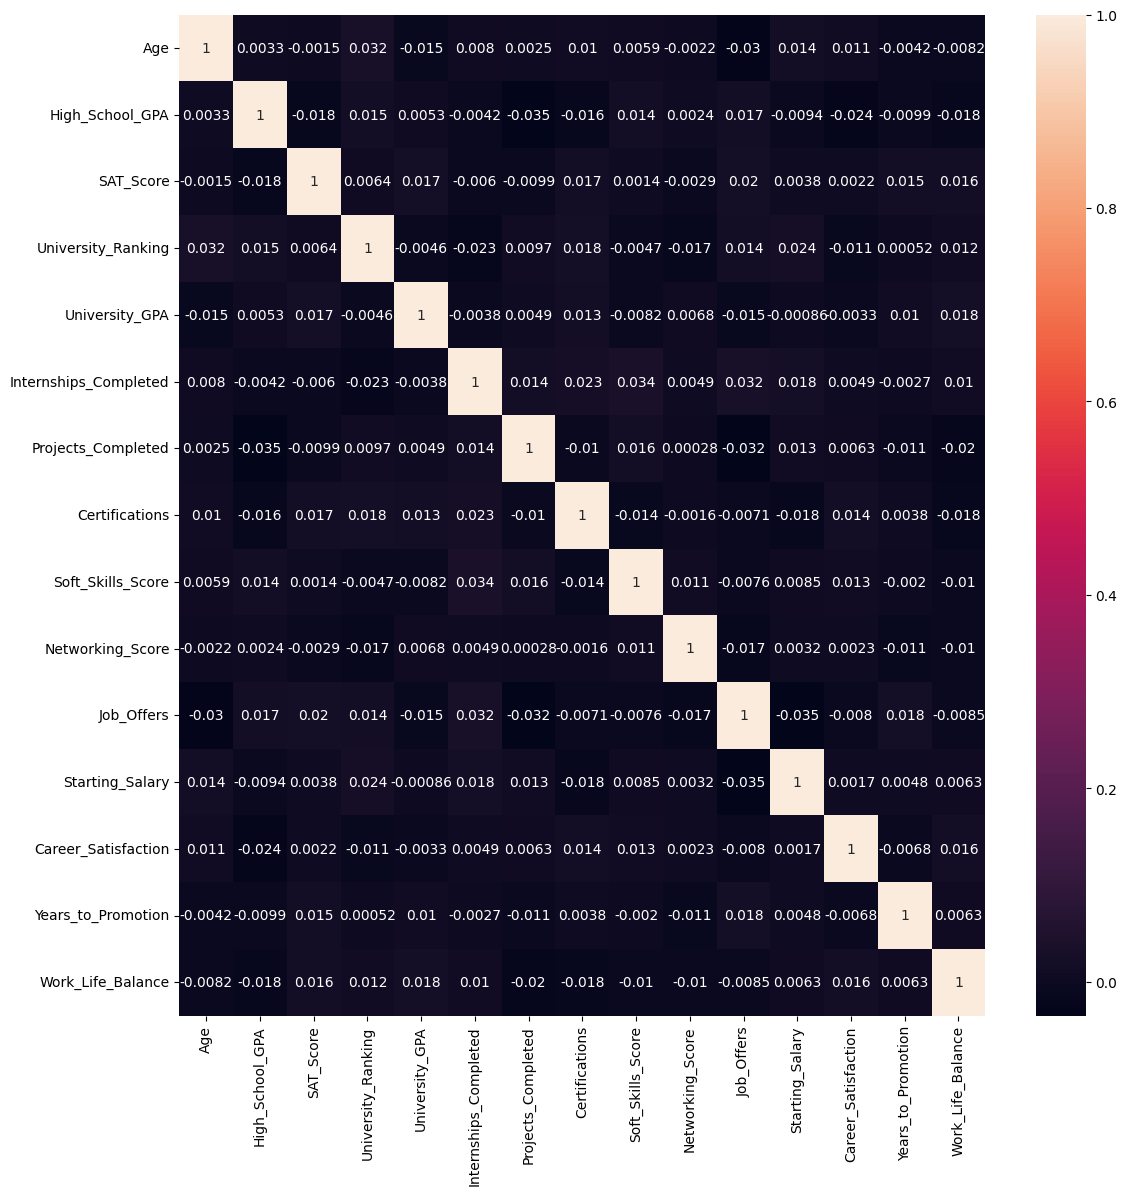 Age 1 0.0033 -0.0015 0.032 -0.015 0.008 0.0025 0.01 0.0059 -0.0022 -0.03 0.014 0.011 -0.0042 -0.0082
High_School_GPA 0.0033 1 -0.018 0.015 0.0053 -0.0042 -0.035 -0.016 0.014 0.0024 0.017 -0.0094 -0.024 -0.0099 -0.018
SAT_Score -0.0015 -0.018 1 0.0064 0.017 -0.006 -0.0099 0.017 0.0014 -0.0029 0.02 0.0038 0.0022 0.015 0.016
University_Ranking 0.032 0.015 0.0064 1 -0.0046 -0.023 0.0097 0.018 -0.0047 -0.017 0.014 0.024 -0.011 0.00052 0.012
University_GPA -0.015 0.0053 0.017 -0.0046 1 -0.0038 0.0049 0.013 -0.0082 0.0068 -0.015 -0.00086 -0.0033 0.01 0.018
Internships_Completed 0.008 -0.0042 -0.006 -0.023 -0.0038 1 0.014 0.023 0.034 0.0049 0.032 0.018 0.0049 -0.0027 0.01
Projects_Completed 0.0025 -0.035 -0.0099 0.0097 0.0049 0.014 1 -0.01 0.016 0.00028 -0.032 0.013 0.0063 -0.011 -0.02
Certifications 0.01 -0.016 0.017 0.018 0.013 0.023 -0.01 1 -0.014 -0.0016 -0.0071 -0.018 0.014 0.0038 -0.018
Soft_Skills_Score 0.0059 0.014 0.0014 -0.0047 -0.0082 0.034 0.016 -0.014 1 0.011 -0.0076 0.0085 0.013 -0.002 -0.01
Networking_Score -0.0022 0.0024 -0.0029 -0.017 0.0068 0.0049 0.00028 -0.0016 0.011 1 -0.017 0.0032 0.0023 -0.011 -0.01
Job_Offers -0.03 0.017 0.02 0.014 -0.015 0.032 -0.032 -0.0071 -0.0076 -0.017 1 -0.035 -0.008 0.018 -0.0085
Starting_Salary 0.014 -0.0094 0.0038 0.024 -0.00086 0.018 0.013 -0.018 0.0085 0.0032 -0.035 1 0.0017 0.0048 0.0063
Career_Satisfaction 0.011 -0.024 0.0022 -0.011 -0.0033 0.0049 0.0063 0.014 0.013 0.0023 -0.008 0.0017 1 -0.0068 0.016
Years_to_Promotion -0.0042 -0.0099 0.015 0.00052 0.01 -0.0027 -0.011 0.0038 -0.002 -0.011 0.018 0.0048 -0.0068 1 0.0063
Work_Life_Balance -0.0082 -0.018 0.016 0.012 0.018 0.01 -0.02 -0.018 -0.01 -0.01 -0.0085 0.0063 0.016 0.0063 1
Age
High_School_GPA
SAT_Score
University_Ranking
University_GPA
Internships_Completed
Projects_Completed
Certifications
Soft_Skills_Score
Networking_Score
Job_Offers
Starting_Salary
Career_Satisfaction
Years_to_Promotion
Work_Life_Balance
1.0
0.8
0.6
0.4
0.2
0.0